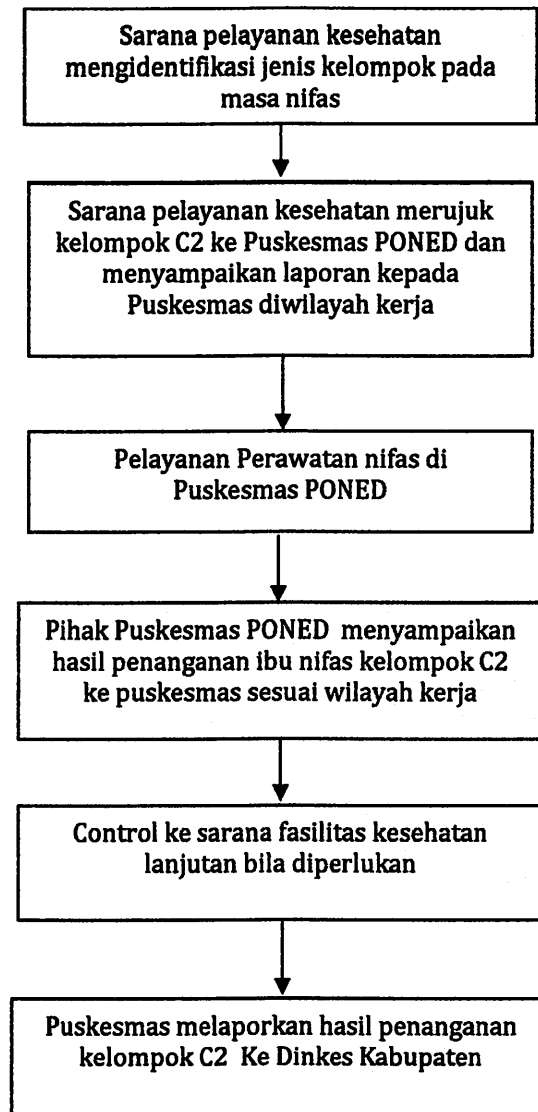 Sarana pelayanan kesehatan
mengidentifikasi jenis kelompok pada
masa nifas
Sarana pelayanan kesehatan merujuk
kelompok C2 ke Puskesmas PONED dan
menyampaikan laporan kepada
Puskesmas diwilayah kerja
Pelayanan Perawatan nifas di
Puskesmas PONED
Pihak Puskesmas PONED menyampaikan
hasil penanganan ibu nifas kelompok C2
ke puskesmas sesuai wilayah kerja
Control ke sarana fasilitas kesehatan
lanjutan bila diperlukan
Puskesmas melaporkan hasil penanganan
kelompok C2 Ke Dinkes Kabupaten